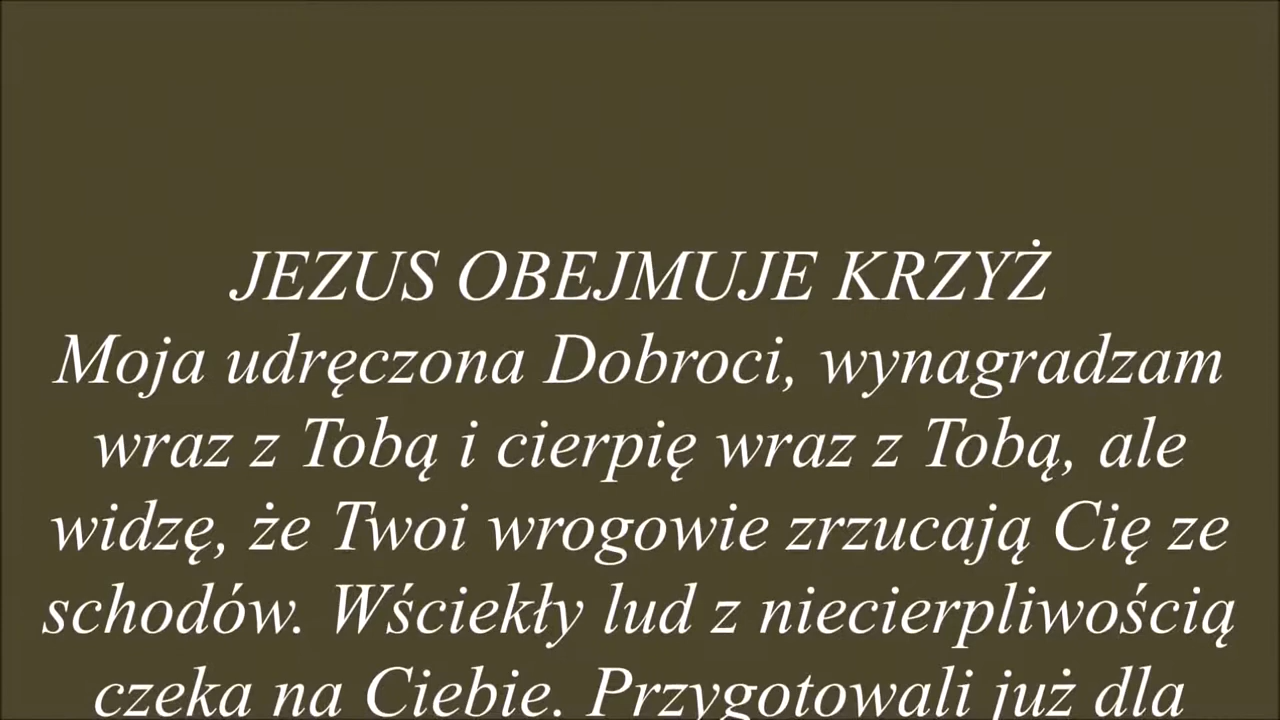 JEZUS OBEJMUJE KRZYŻ
Moja udręczona Dobroci, wynagradzam
wraz z Tobą i cierpię wraz z Tobą, ale
widzę, że Twoi wrogowie zrzucają Cię ze
schodów. Wściekły lud z niecierpliwością
czeka na Ciebie. Przygotowali już dla